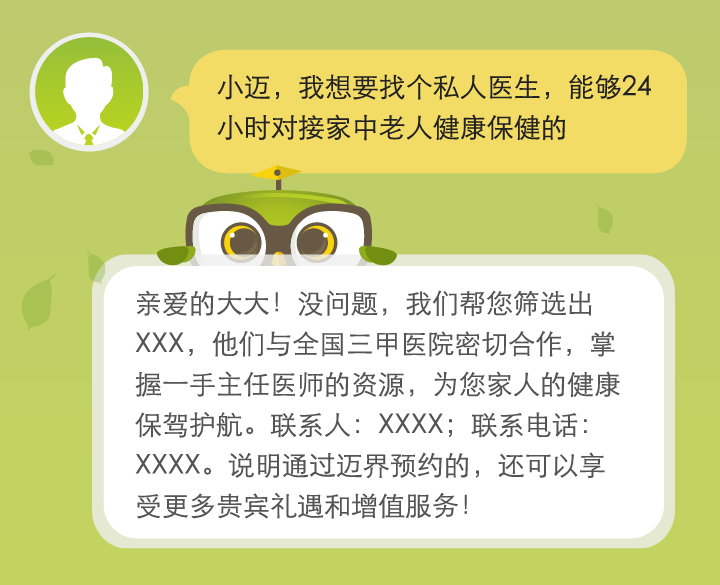 小迈，我想要找个私人医生，能够24
小时对接家中老人健康保健的
亲爱的大大！没问题，我们帮您筛选出
XXX，他们与全国三甲医院密切合作，掌
握一手主任医师的资源，为您家人的健康
保驾护航。联系人：XXXX；联系电话：
XXXX。说明通过迈界预约的，还可以享
受更多贵宾礼遇和增值服务！